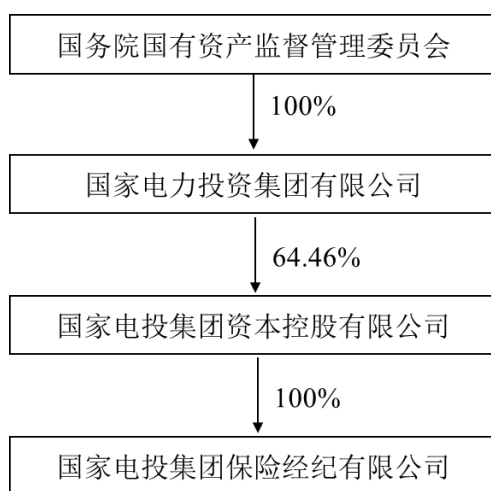 国务院国有资产监督管理委员会
100%
国家电力投资集团有限公司
64.46%
国家电投集团资本控股有限公司
100%
国家电投集团保险经纪有限公司